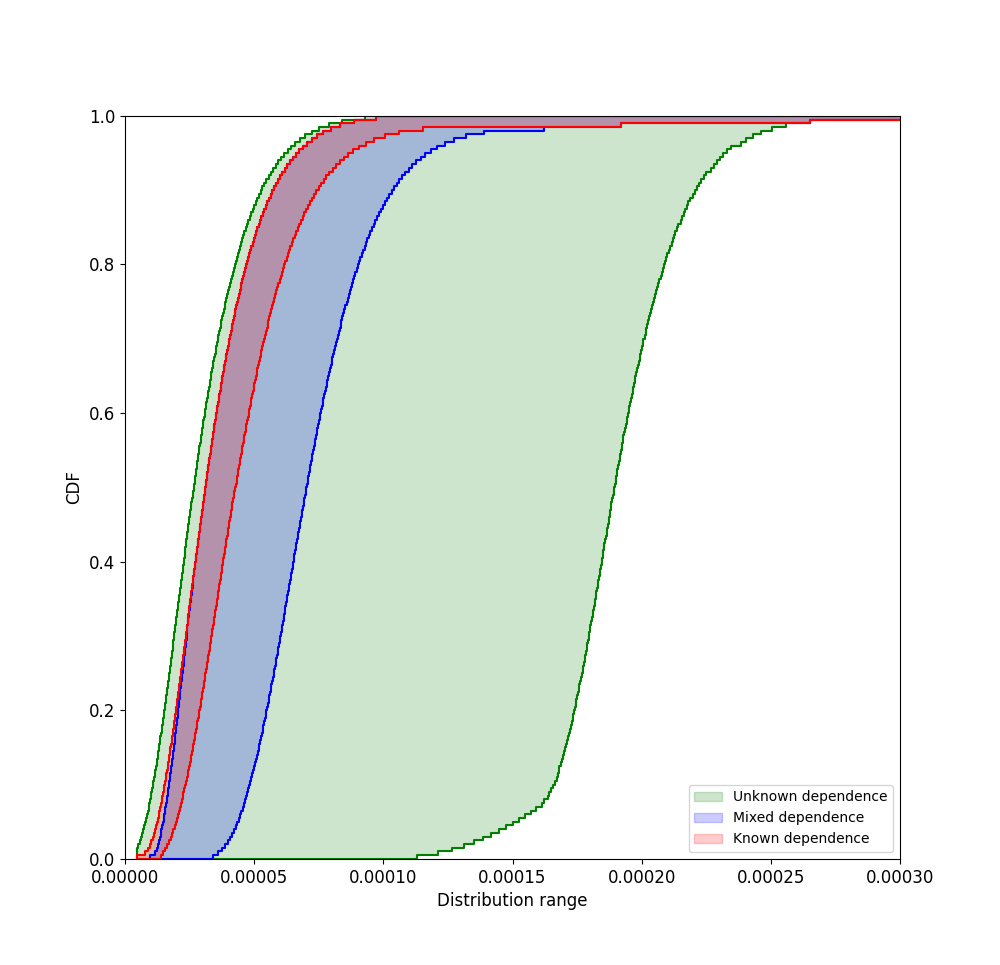 1.0
0.8
0.6
0.4
0.2
0.0
CDF
0.00000 0.00005 0.00010 0.00015 0.00020 0.00025 0.00030
Distribution range
Unknown dependence
Mixed dependence
Known dependence